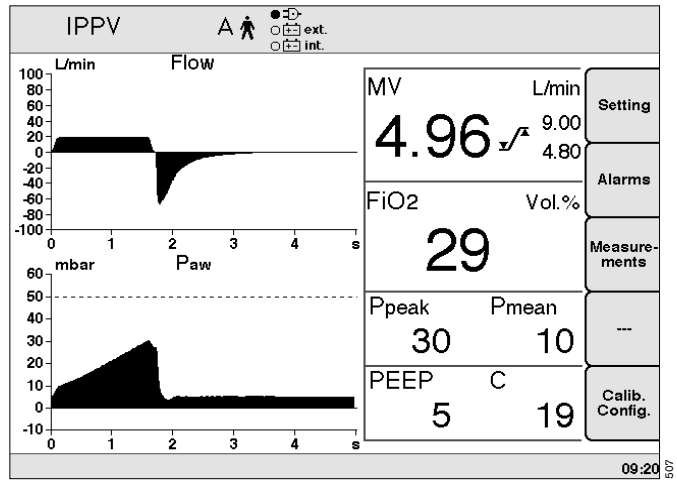 IPPV A ext.
int.
L/min Flow
100
80
60
40
20
0
-20
-40
-60
-80
-100
0 1 2 3 4 s
mbar Paw
60
50
40
30
20
10
0
-10
0 1 2 3 4 s
MV L/min
4.96 9.00
4.80
FiO2 Vol.%
29
Ppeak Pmean
30 10
PEEP C
5 19
Setting
Alarms
Measure-
ments
---
Calib.
Config.
09:20
507